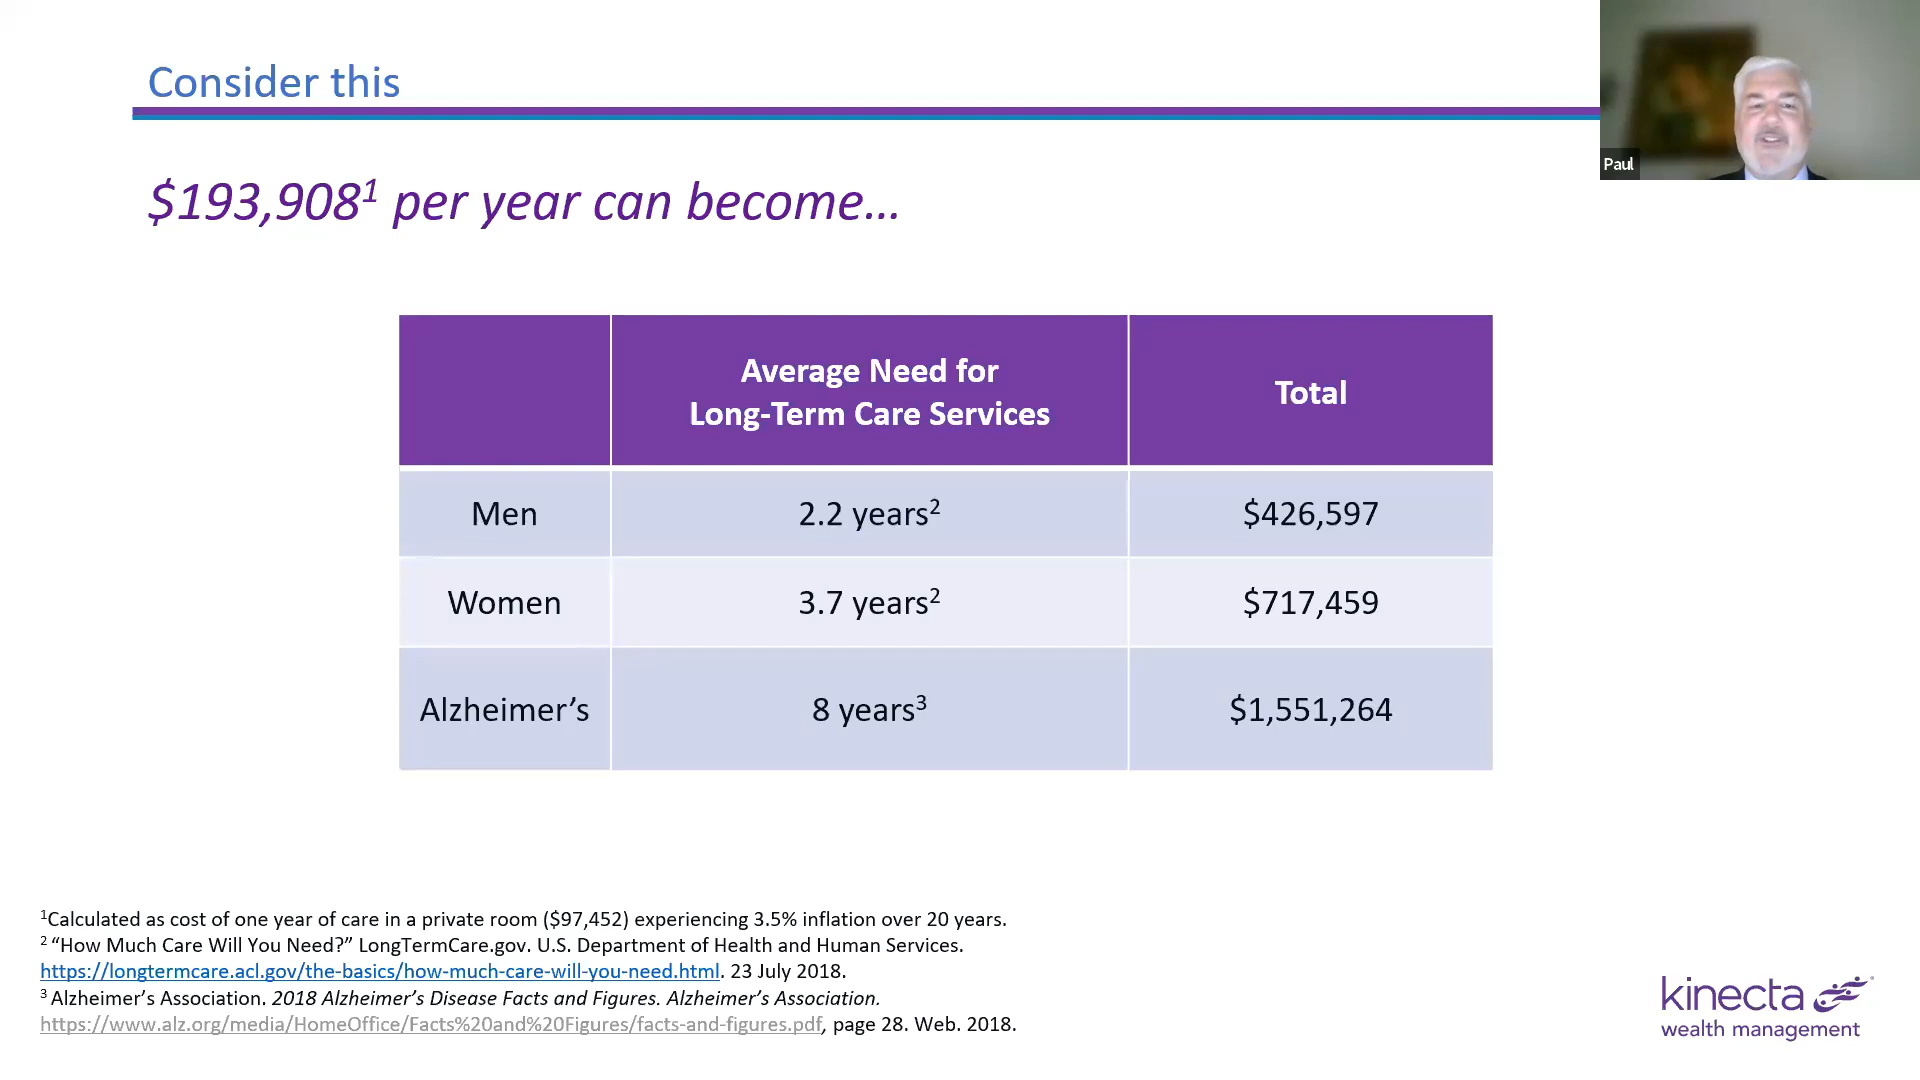 Consider this
Paul
$193,908¹ per year can become…
Average Need for
Long-Term Care Services
Total
Men
2.2 years²
$426,597
Women
3.7 years²
$717,459
Alzheimer’s
8 years³
$1,551,264
¹Calculated as cost of one year of care in a private room ($97,452) experiencing 3.5% inflation over 20 years.
² “How Much Care Will You Need?” LongTermCare.gov. U.S. Department of Health and Human Services.
https://longtermcare.acl.gov/the-basics/how-much-care-will-you-need.html. 23 July 2018.
³ Alzheimer’s Association. 2018 Alzheimer’s Disease Facts and Figures. Alzheimer’s Association.
https://www.alz.org/media/HomeOffice/Facts%20and%20Figures/facts-and-figures.pdf, page 28. Web. 2018.
kinecta
wealth management